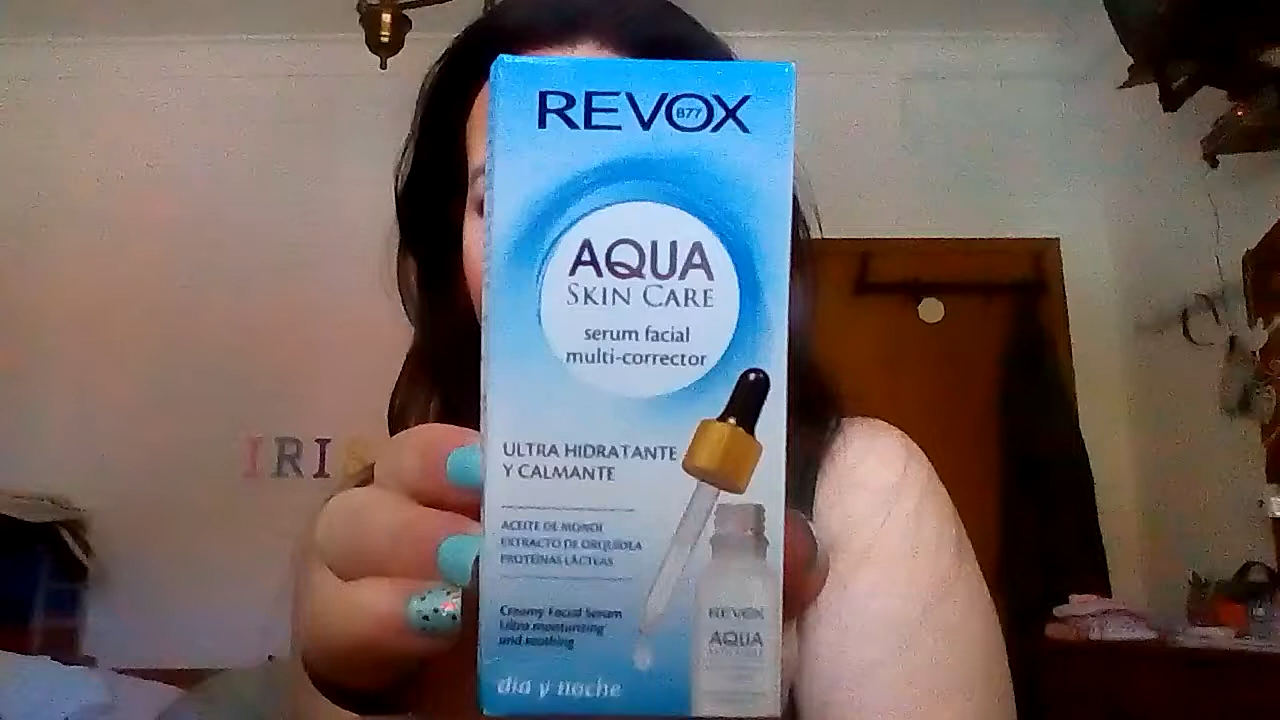 REVOX
B77
AQUA
SKIN CARE
serum facial
multi-corrector
ULTRA HIDRATANTE
Y CALMANTE
ACEITE DE MONOI
EXTRACTO DE ORQUÍDEA
PROTEÍNAS LÁCTEAS
Creamy Facial Serum
Ultra moisturizing
and soothing
día y noche
REVOX
AQUA
IRIS